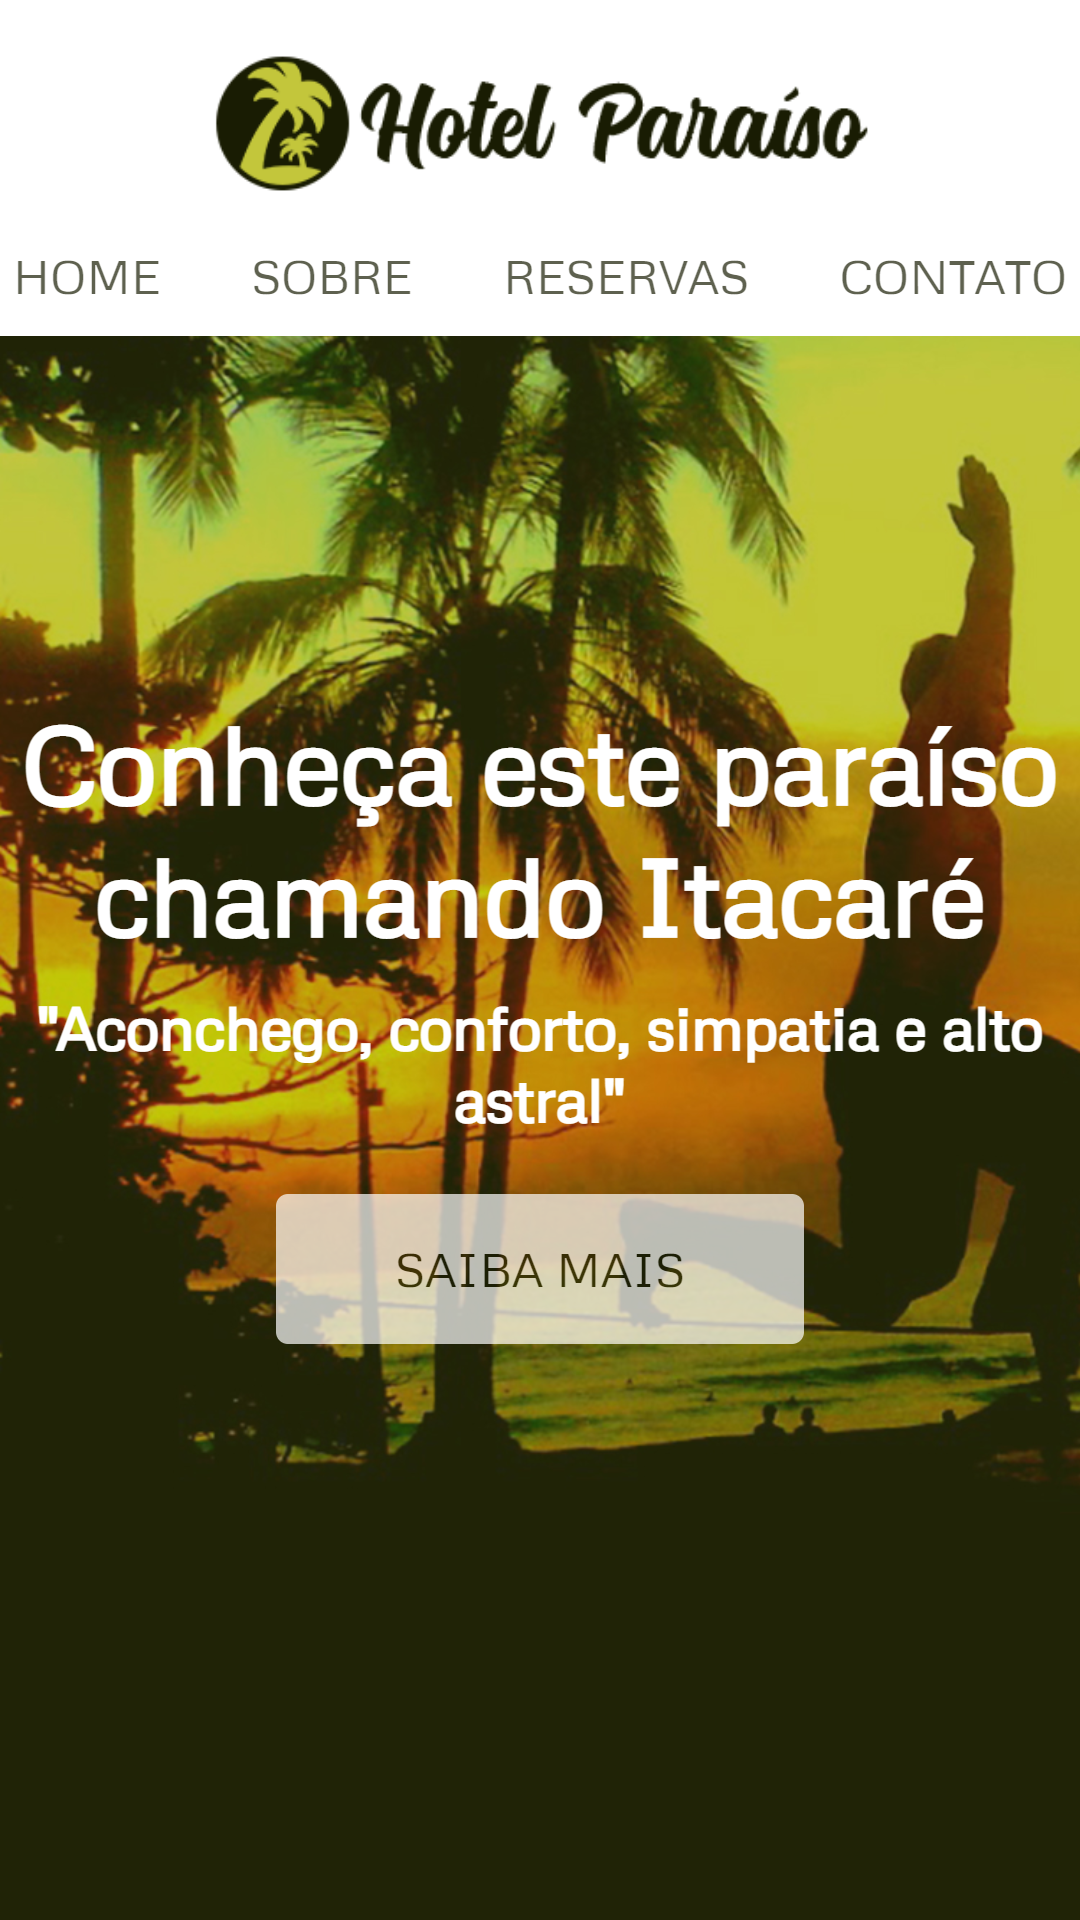 Hotel Paraíso
HOME SOBRE RESERVAS CONTATO
Conheça este paraíso
chamando Itacaré
"Aconchego, conforto, simpatia e alto
astral"
SAIBA MAIS